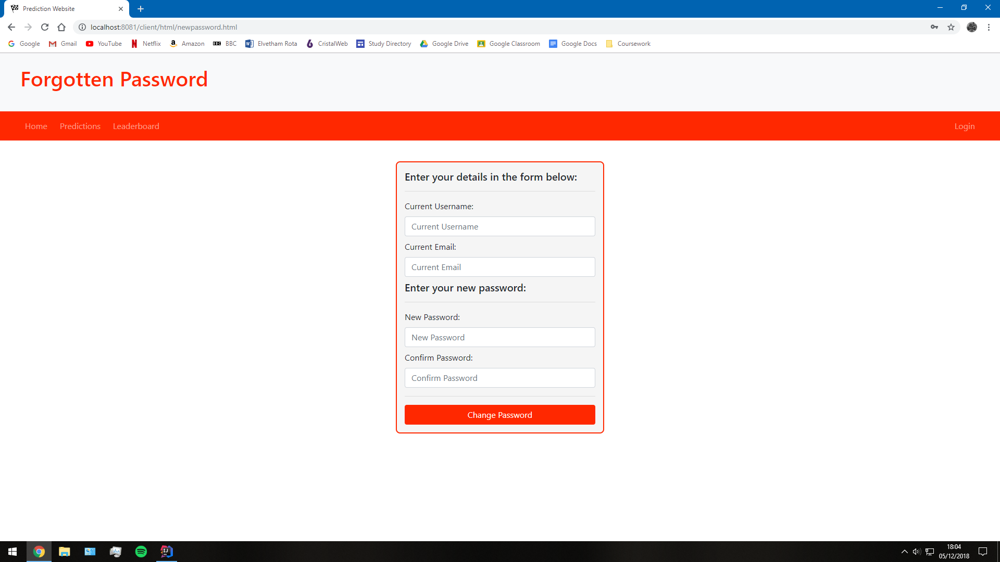 Prediction Website
localhost:8081/client/html/newpassword.html
Google Gmail YouTube Netflix Amazon BBC Elvetham Rota CristalWeb Study Directory Google Drive Google Classroom Google Docs Coursework
Forgotten Password
Home Predictions Leaderboard Login
Enter your details in the form below:
Current Username:
Current Username
Current Email:
Current Email
Enter your new password:
New Password:
New Password
Confirm Password:
Confirm Password
Change Password
18:04
05/12/2018